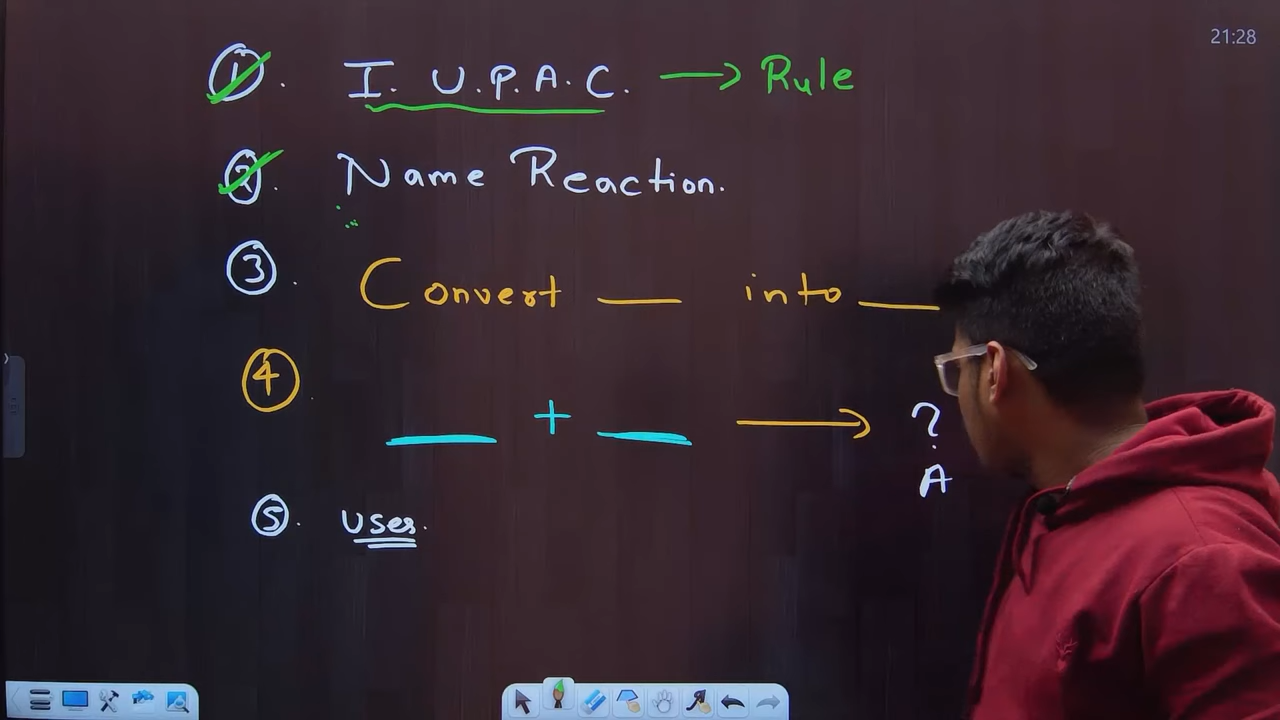 21:28
①. I. U.P.A.C. → Rule
②. Name Reaction.
③. Convert ___ into ___
④.
___ + ___ → ?
A
⑤. Uses.